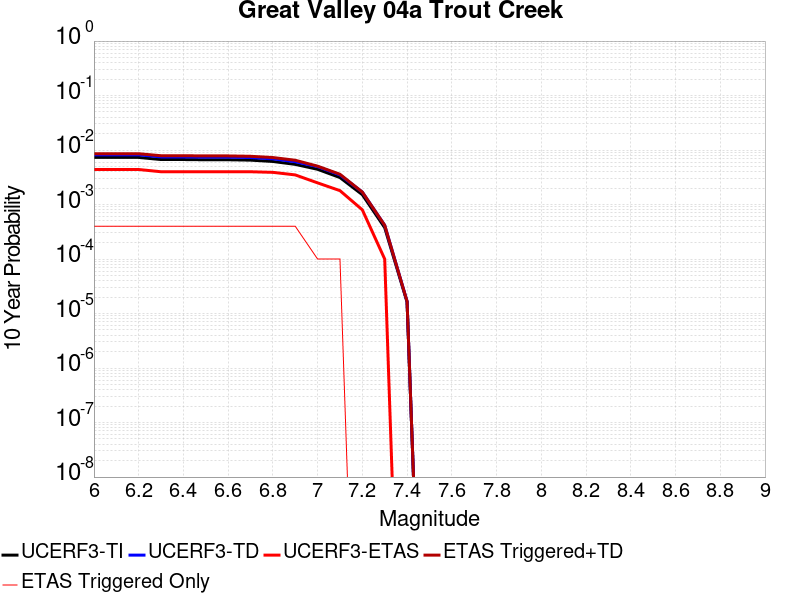 Great Valley 04a Trout Creek
10 Year Probability
10^0
10^-1
10^-2
10^-3
10^-4
10^-5
10^-6
10^-7
10^-8
6 6.2 6.4 6.6 6.8 7 7.2 7.4 7.6 7.8 8 8.2 8.4 8.6 8.8 9
Magnitude
UCERF3-TI UCERF3-TD UCERF3-ETAS ETAS Triggered+TD
ETAS Triggered Only